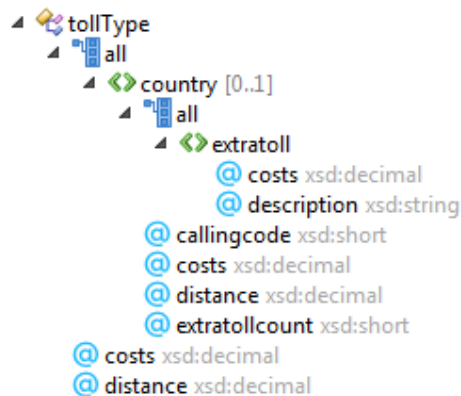 tollType
all
country [0..1]
all
extratoll
costs xsd:decimal
description xsd:string
callingcode xsd:short
costs xsd:decimal
distance xsd:decimal
extratollcount xsd:short
costs xsd:decimal
distance xsd:decimal